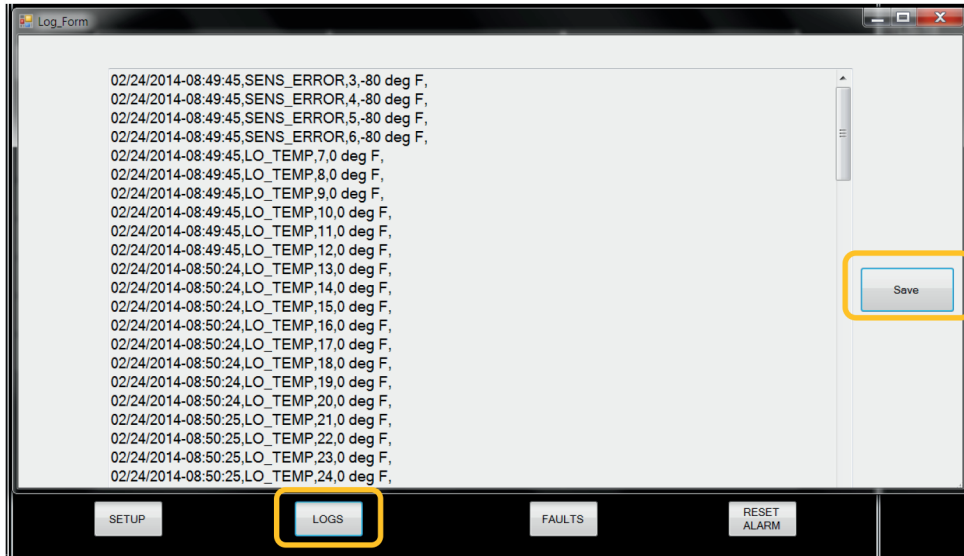 Log_Form
02/24/2014-08:49:45,SENS_ERROR,3,-80 deg F,
02/24/2014-08:49:45,SENS_ERROR,4,-80 deg F,
02/24/2014-08:49:45,SENS_ERROR,5,-80 deg F,
02/24/2014-08:49:45,SENS_ERROR,6,-80 deg F,
02/24/2014-08:49:45,LO_TEMP,7,0 deg F,
02/24/2014-08:49:45,LO_TEMP,8,0 deg F,
02/24/2014-08:49:45,LO_TEMP,9,0 deg F,
02/24/2014-08:49:45,LO_TEMP,10,0 deg F,
02/24/2014-08:49:45,LO_TEMP,11,0 deg F,
02/24/2014-08:49:45,LO_TEMP,12,0 deg F,
02/24/2014-08:50:24,LO_TEMP,13,0 deg F,
02/24/2014-08:50:24,LO_TEMP,14,0 deg F,
02/24/2014-08:50:24,LO_TEMP,15,0 deg F,
02/24/2014-08:50:24,LO_TEMP,16,0 deg F,
02/24/2014-08:50:24,LO_TEMP,17,0 deg F,
02/24/2014-08:50:24,LO_TEMP,18,0 deg F,
02/24/2014-08:50:24,LO_TEMP,19,0 deg F,
02/24/2014-08:50:24,LO_TEMP,20,0 deg F,
02/24/2014-08:50:25,LO_TEMP,21,0 deg F,
02/24/2014-08:50:25,LO_TEMP,22,0 deg F,
02/24/2014-08:50:25,LO_TEMP,23,0 deg F,
02/24/2014-08:50:25,LO_TEMP,24,0 deg F,
Save
SETUP
LOGS
FAULTS
RESET
ALARM